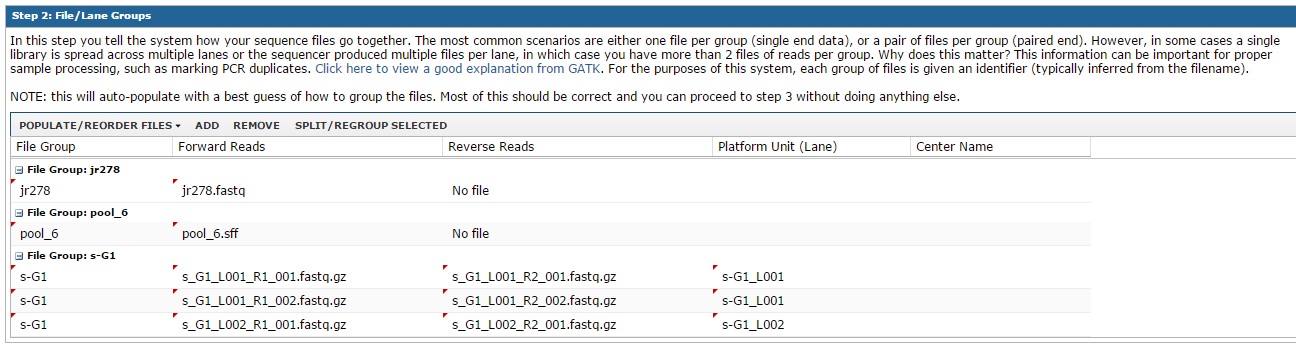 Step 2: File/Lane Groups
In this step you tell the system how your sequence files go together. The most common scenarios are either one file per group (single end data), or a pair of files per group (paired end). However, in some cases a single
library is spread across multiple lanes or the sequencer produced multiple files per lane, in which case you have more than 2 files of reads per group. Why does this matter? This information can be important for proper
sample processing, such as marking PCR duplicates. Click here to view a good explanation from GATK. For the purposes of this system, each group of files is given an identifier (typically inferred from the filename).
NOTE: this will auto-populate with a best guess of how to group the files. Most of this should be correct and you can proceed to step 3 without doing anything else.
POPULATE/REORDER FILES ADD REMOVE SPLIT/REGROUP SELECTED
File Group Forward Reads Reverse Reads Platform Unit (Lane) Center Name
File Group: jr278
jr278 jr278.fastq No file
File Group: pool_6
pool_6 pool_6.sff No file
File Group: s-G1
s-G1 s_G1_L001_R1_001.fastq.gz s_G1_L001_R2_001.fastq.gz s-G1_L001
s-G1 s_G1_L001_R1_002.fastq.gz s_G1_L001_R2_002.fastq.gz s-G1_L001
s-G1 s_G1_L002_R1_001.fastq.gz s_G1_L002_R2_001.fastq.gz s-G1_L002